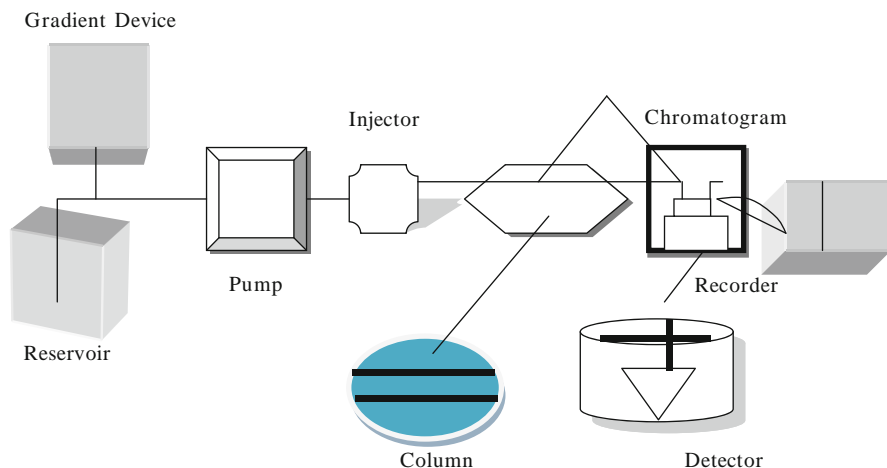 Gradient Device
Injector
Chromatogram
Pump
Recorder
Reservoir
Column
Detector